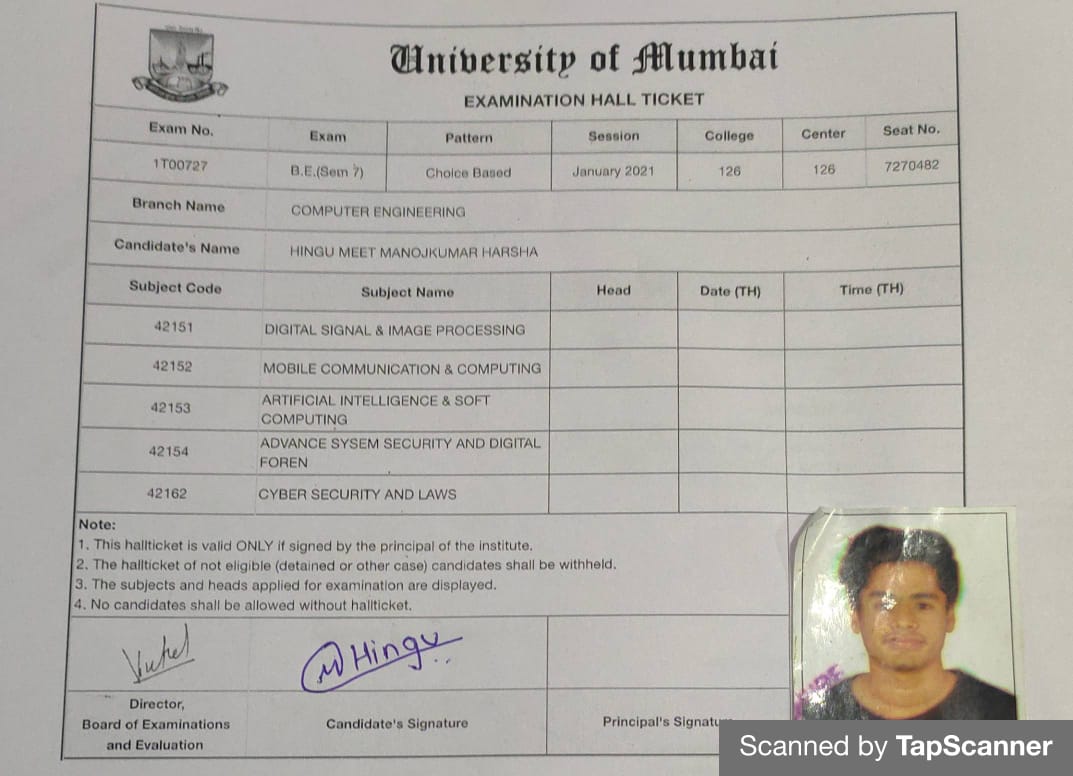 University of Mumbai
EXAMINATION HALL TICKET
Exam No. Exam Pattern Session College Center Seat No.
1T00727 B.E.(Sem 7) Choice Based January 2021 126 126 7270482
Branch Name COMPUTER ENGINEERING
Candidate's Name HINGU MEET MANOJKUMAR HARSHA
Subject Code Subject Name Head Date (TH) Time (TH)
42151 DIGITAL SIGNAL & IMAGE PROCESSING
42152 MOBILE COMMUNICATION & COMPUTING
42153 ARTIFICIAL INTELLIGENCE & SOFT
COMPUTING
42154 ADVANCE SYSEM SECURITY AND DIGITAL
FOREN
42162 CYBER SECURITY AND LAWS
Note:
1. This hallticket is valid ONLY if signed by the principal of the institute.
2. The hallticket of not eligible (detained or other case) candidates shall be withheld.
3. The subjects and heads applied for examination are displayed.
4. No candidates shall be allowed without hallticket.
Hingu
Director,
Board of Examinations
and Evaluation
Candidate's Signature
Principal's Signatu
Scanned by TapScanner